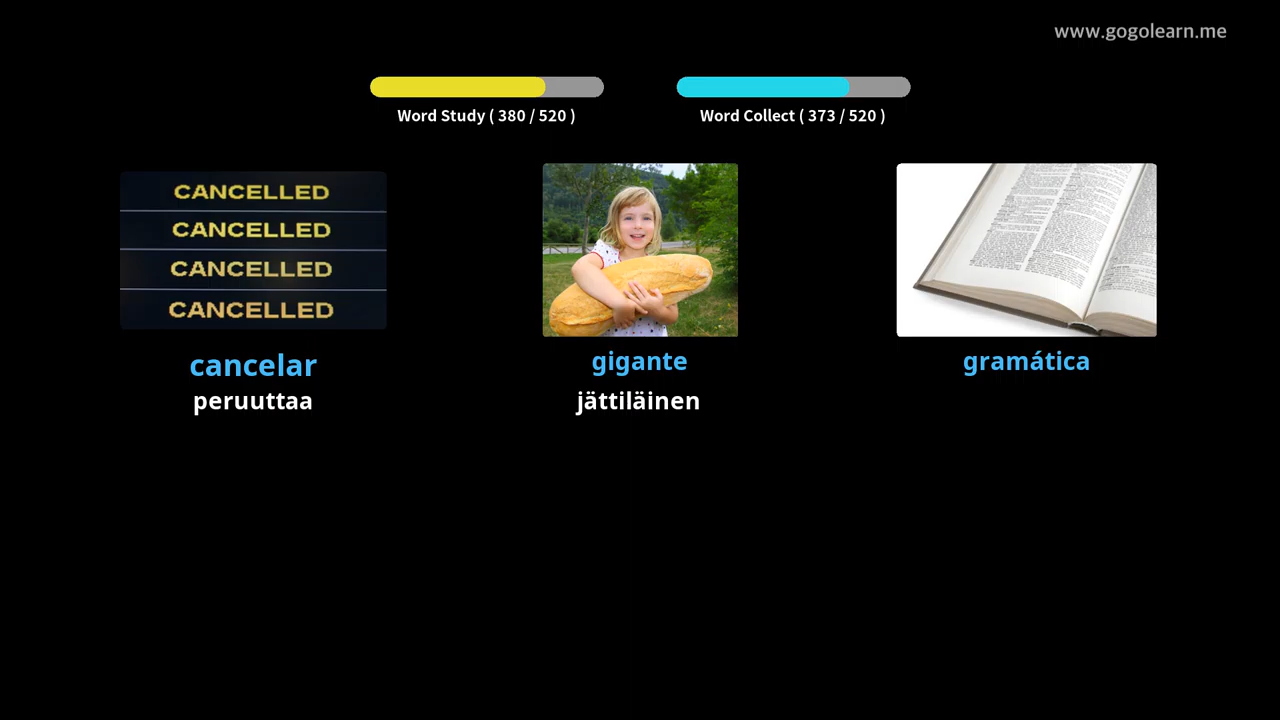 www.gogolearn.me
Word Study ( 380 / 520 )
Word Collect ( 373 / 520 )
CANCELLED
CANCELLED
CANCELLED
CANCELLED
cancelar
peruuttaa
gigante
jättiläinen
gramática